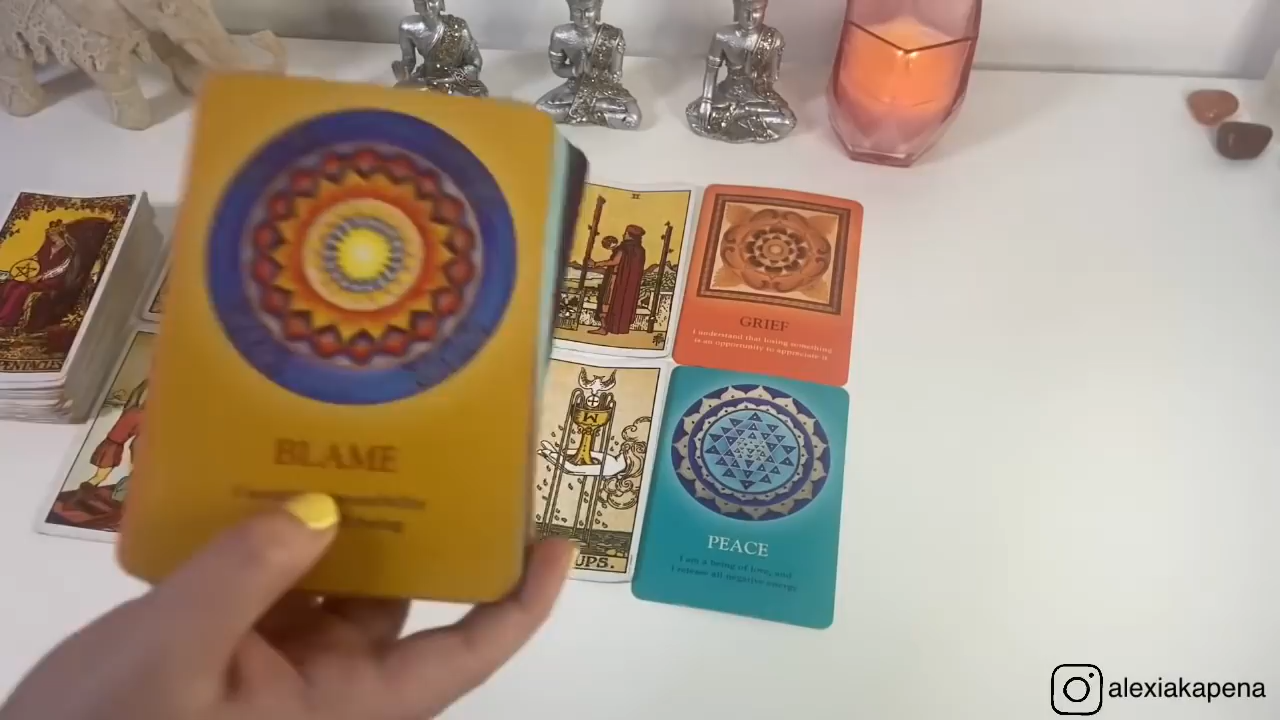 PENTACLES
II
GRIEF
I understand that losing something
is an opportunity to appreciate it
BLAME
UPS.
PEACE
I am a being of love, and
I release all negative energy
alexiakapena